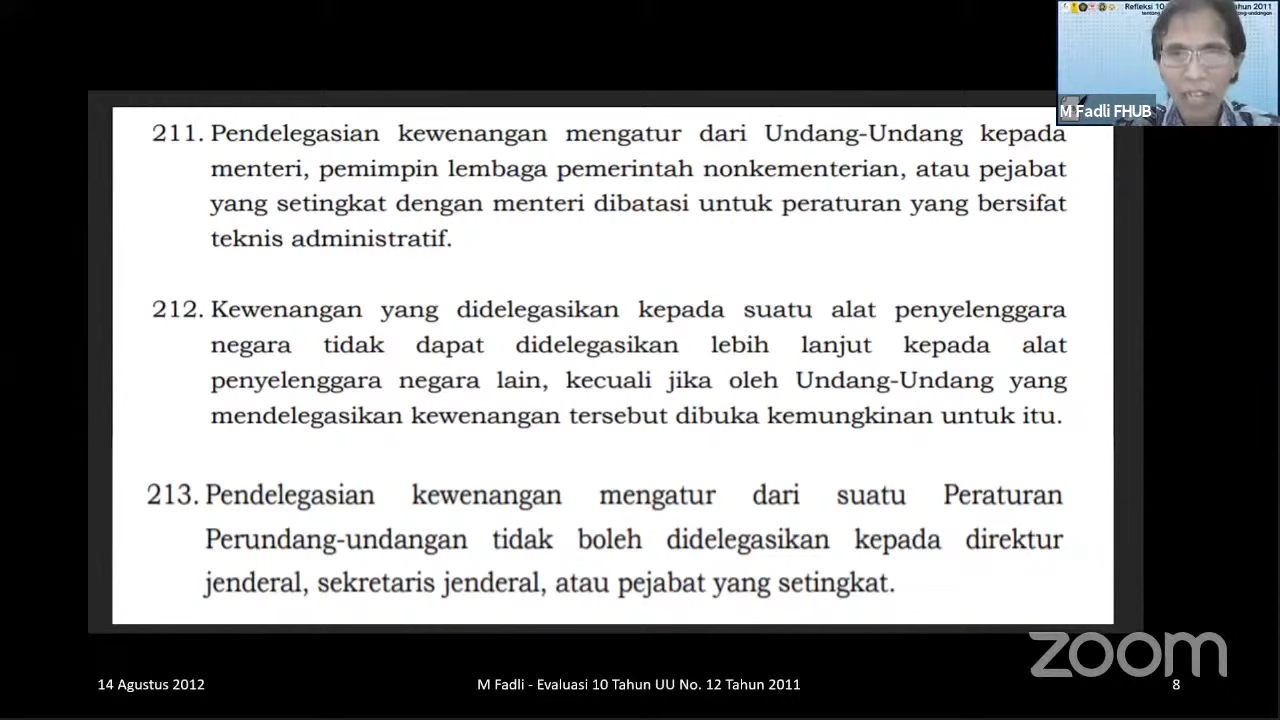 Refleksi 10
ahun 2011
M Fadli FHUB
211. Pendelegasian kewenangan mengatur dari Undang-Undang kepada
menteri, pemimpin lembaga pemerintah nonkementerian, atau pejabat
yang setingkat dengan menteri dibatasi untuk peraturan yang bersifat
teknis administratif.
212. Kewenangan yang didelegasikan kepada suatu alat penyelenggara
negara tidak dapat didelegasikan lebih lanjut kepada alat
penyelenggara negara lain, kecuali jika oleh Undang-Undang yang
mendelegasikan kewenangan tersebut dibuka kemungkinan untuk itu.
213. Pendelegasian kewenangan mengatur dari suatu Peraturan
Perundang-undangan tidak boleh didelegasikan kepada direktur
jenderal, sekretaris jenderal, atau pejabat yang setingkat.
zoom
14 Agustus 2012
M Fadli - Evaluasi 10 Tahun UU No. 12 Tahun 2011
8